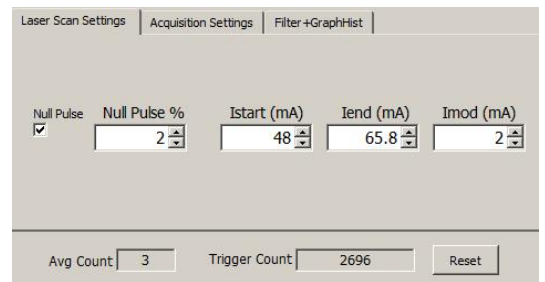 Laser Scan Settings Acquisition Settings Filter+GraphHist
Null Pulse Null Pulse % Istart (mA) Iend (mA) Imod (mA)
2 48 65.8 2
Avg Count 3 Trigger Count 2696 Reset